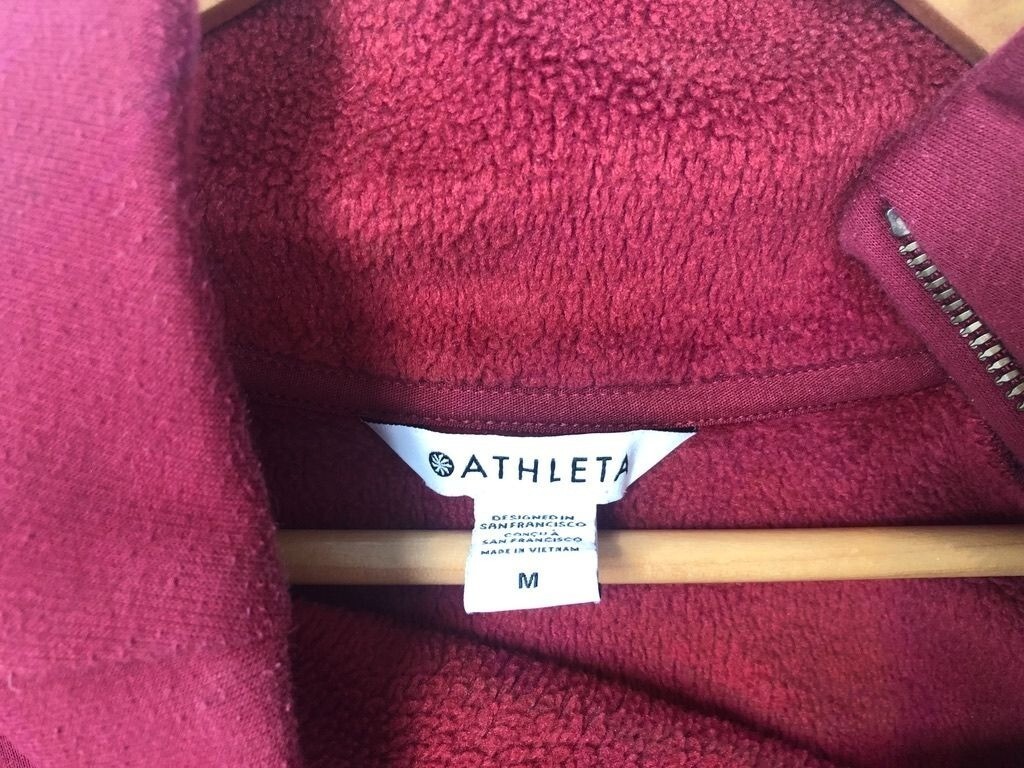 ATHLETA
DESIGNED IN
SAN FRANCISCO
CONÇU À
SAN FRANCISCO
MADE IN VIETNAM
M